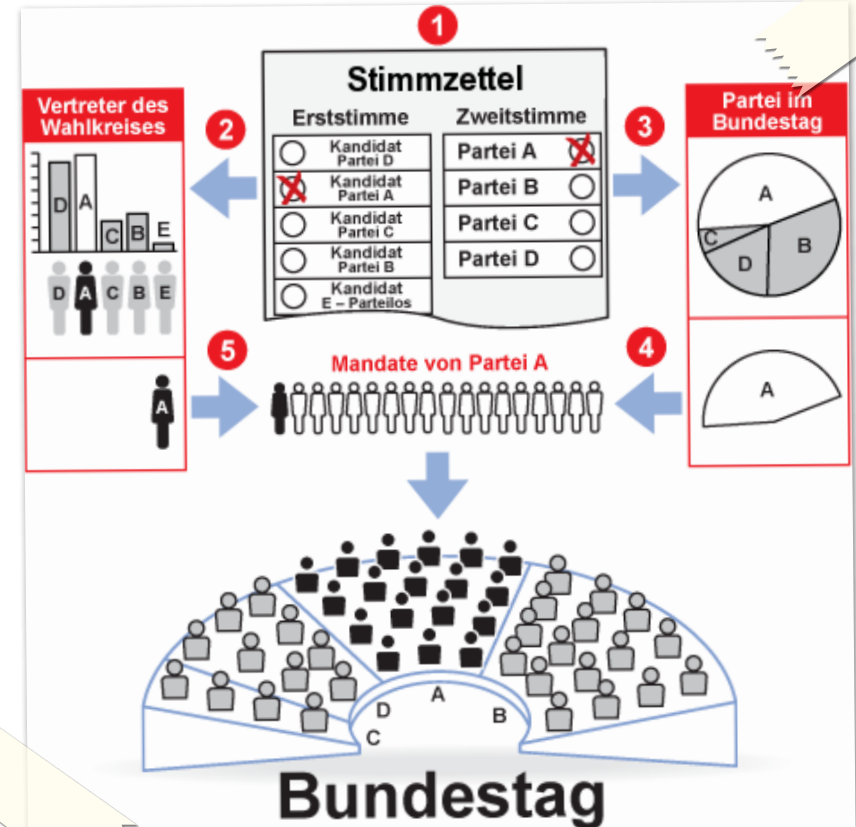 1
Stimmzettel
Erststimme
Zweitstimme
Kandidat
Partei D
Kandidat
Partei A
Kandidat
Partei C
Kandidat
Partei B
Kandidat
E – Parteilos
Partei A
Partei B
Partei C
Partei D
2
Vertreter des
Wahlkreises
D A C B E
D A C B E
3
Partei im
Bundestag
A
C D B
4
A
5
A
Mandate von Partei A
A
D B
C
Bundestag